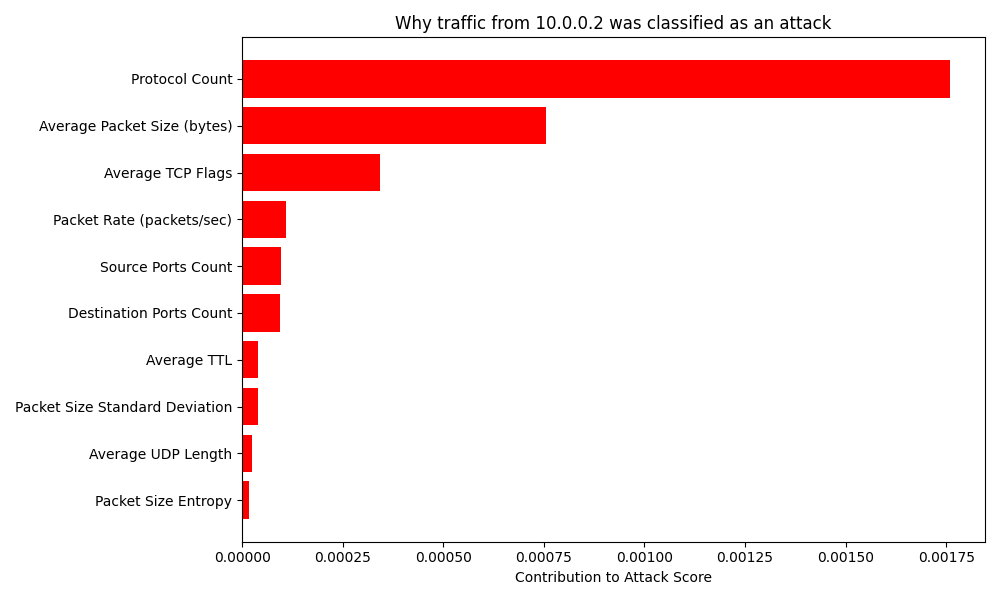 Why traffic from 10.0.0.2 was classified as an attack
Protocol Count
Average Packet Size (bytes)
Average TCP Flags
Packet Rate (packets/sec)
Source Ports Count
Destination Ports Count
Average TTL
Packet Size Standard Deviation
Average UDP Length
Packet Size Entropy
0.00000 0.00025 0.00050 0.00075 0.00100 0.00125 0.00150 0.00175
Contribution to Attack Score